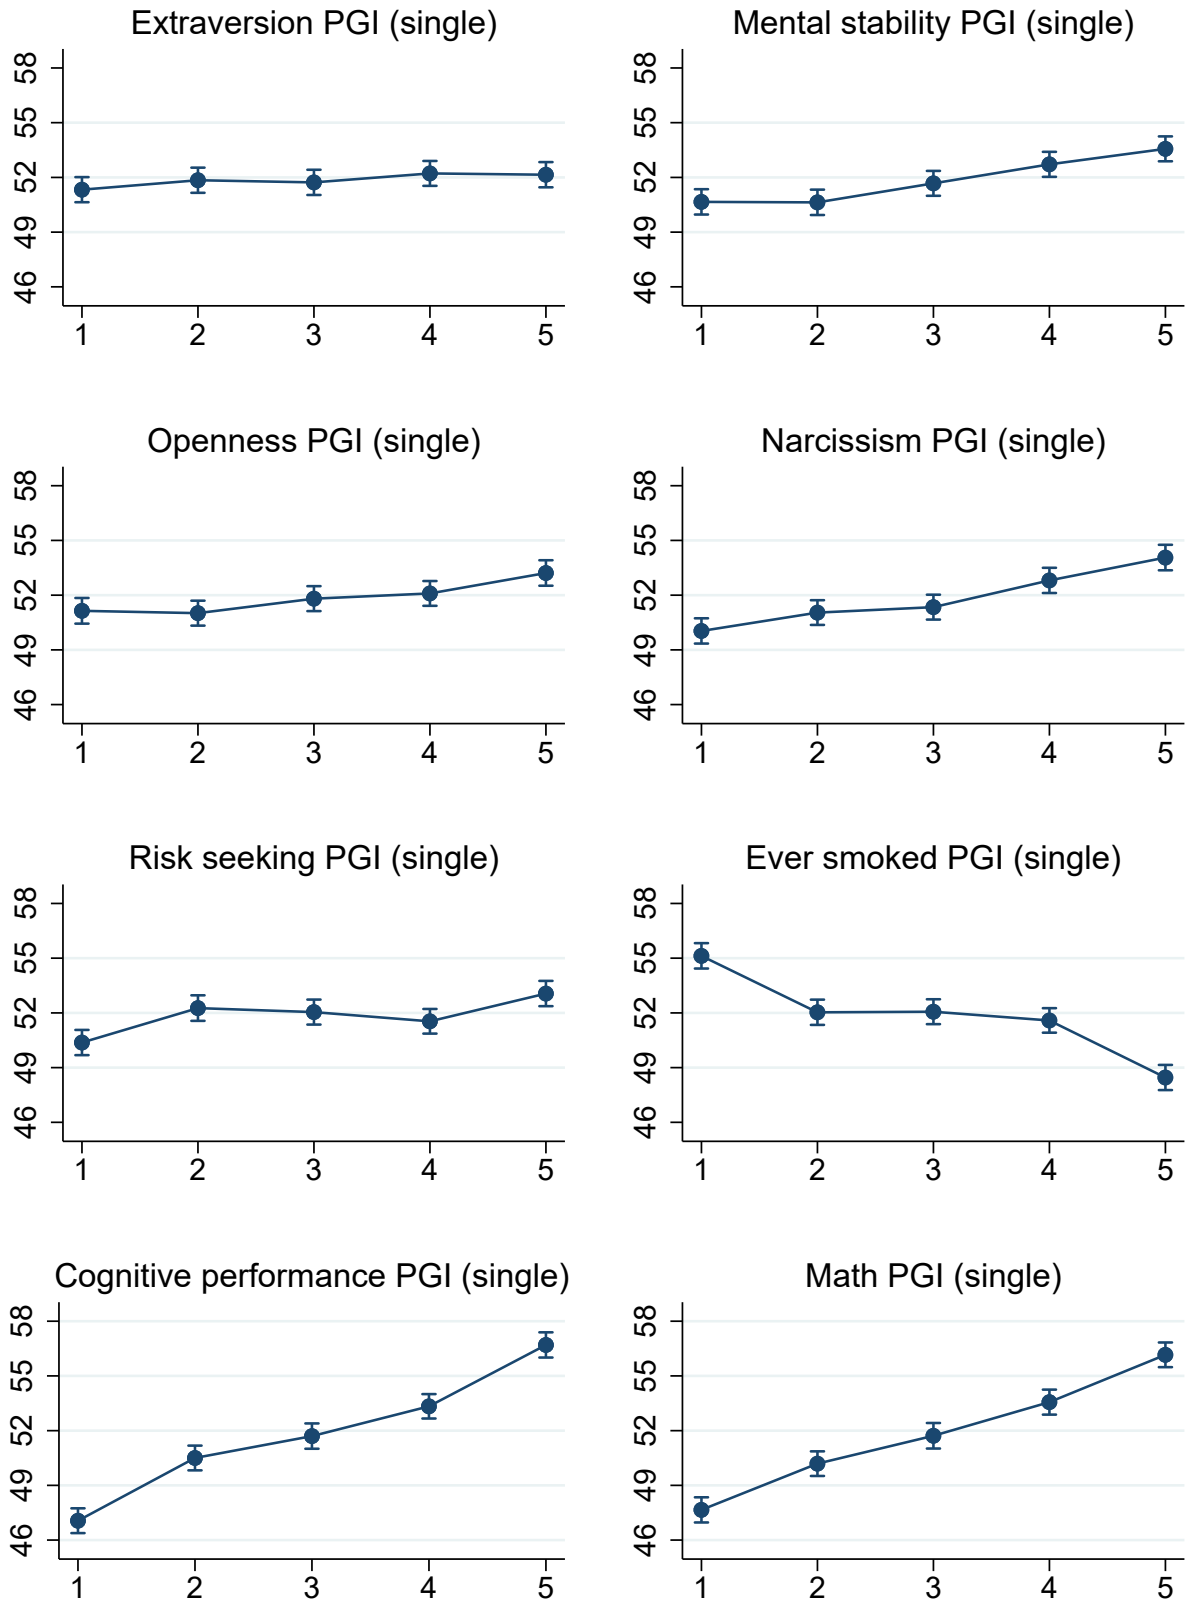 Extraversion PGI (single)
58
55
52
49
46
1 2 3 4 5
Mental stability PGI (single)
58
55
52
49
46
1 2 3 4 5
Openness PGI (single)
58
55
52
49
46
1 2 3 4 5
Narcissism PGI (single)
58
55
52
49
46
1 2 3 4 5
Risk seeking PGI (single)
58
55
52
49
46
1 2 3 4 5
Ever smoked PGI (single)
58
55
52
49
46
1 2 3 4 5
Cognitive performance PGI (single)
58
55
52
49
46
1 2 3 4 5
Math PGI (single)
58
55
52
49
46
1 2 3 4 5